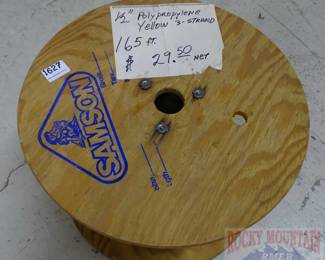 1/2" Polypropylene
Yellow 3-STRAND
165 FT.
$ 29.50 NET
1627
SAMSON
ROCKY MOUNTAIN